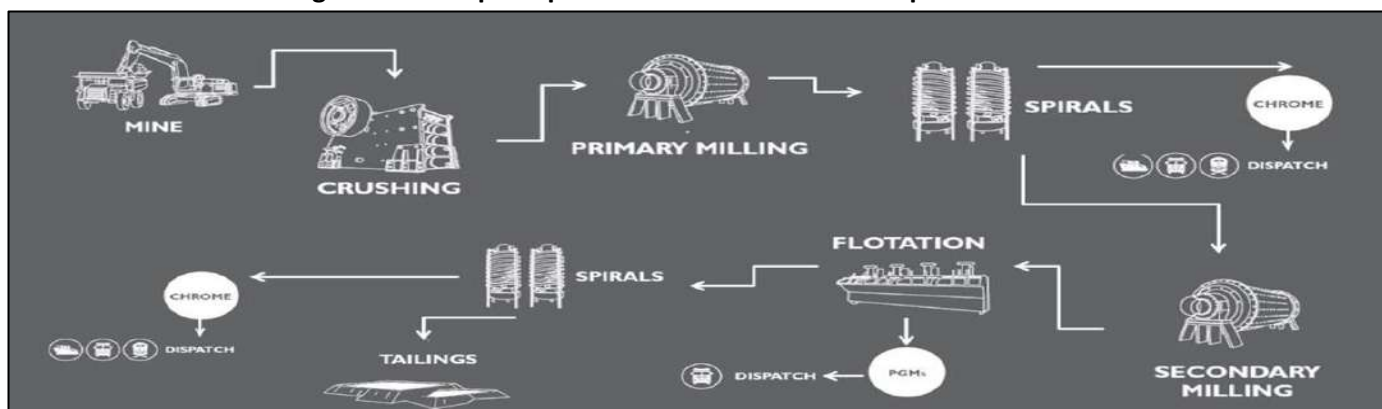 MINE
CRUSHING
PRIMARY MILLING
SPIRALS
CHROME
DISPATCH
SECONDARY
MILLING
FLOTATION
PGMs
DISPATCH
SPIRALS
CHROME
DISPATCH
TAILINGS